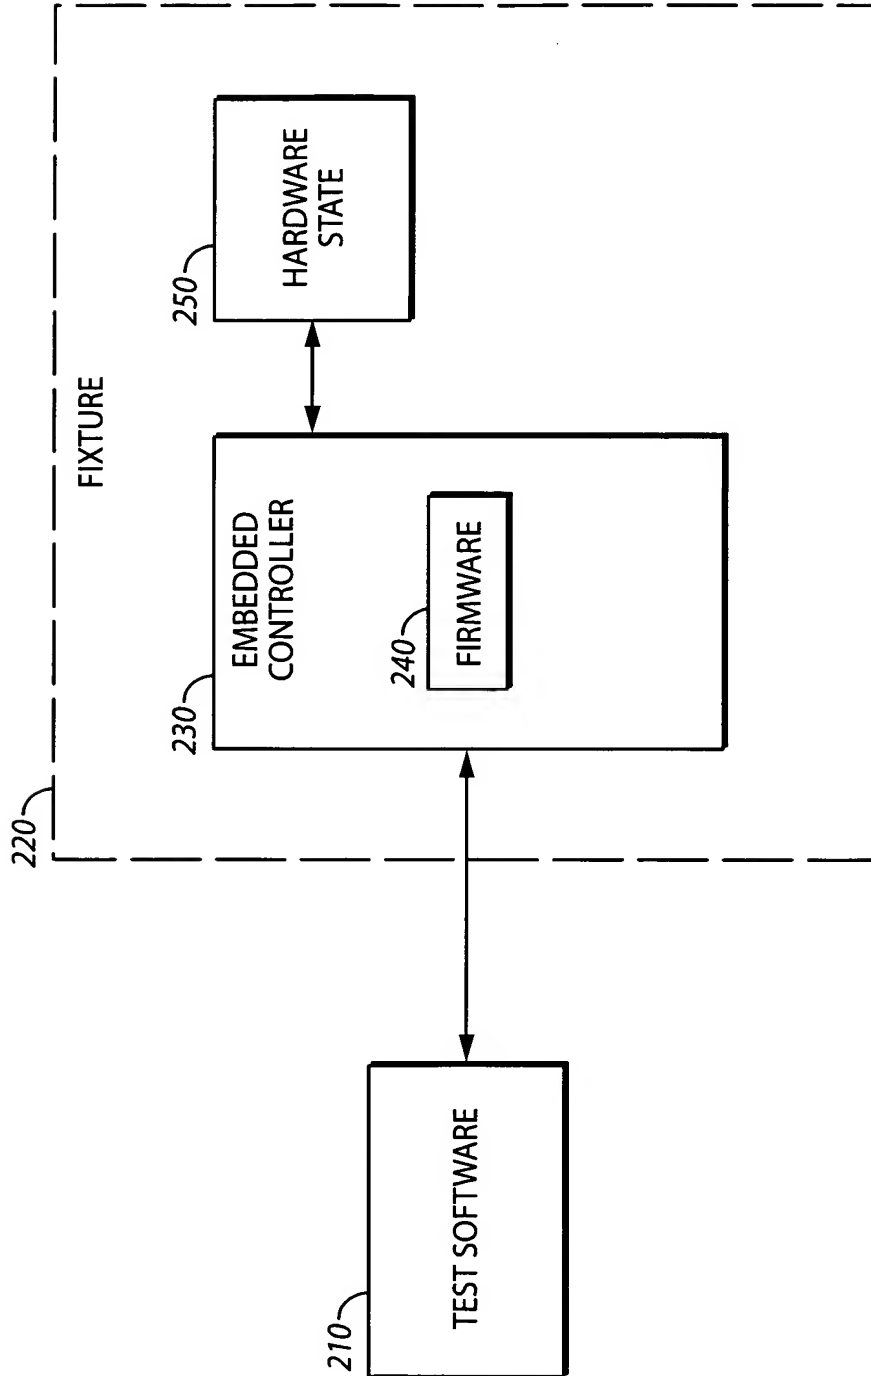 220
FIXTURE
210
TEST SOFTWARE
230
EMBEDDED
CONTROLLER
240
FIRMWARE
250
HARDWARE
STATE